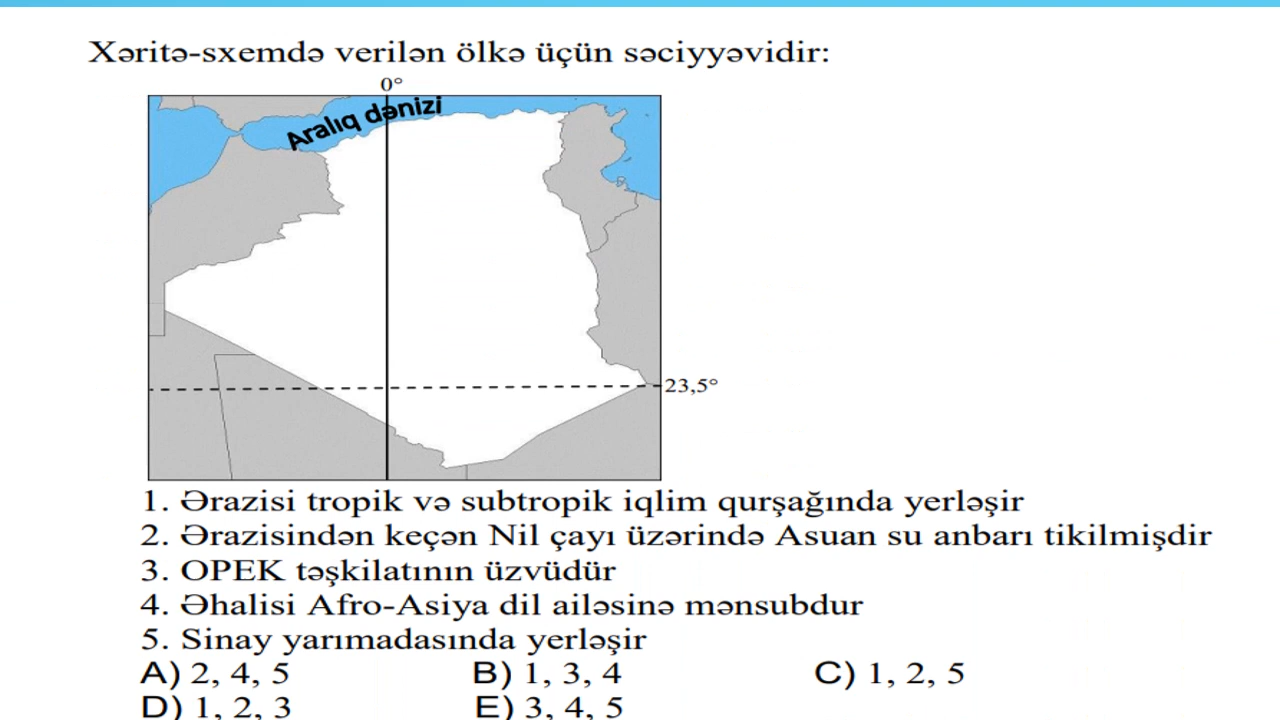 Xəritə-sxemdə verilən ölkə üçün səciyyəvidir:
0°
Aralıq dənizi
23,5°
1. Ərazisi tropik və subtropik iqlim qurşağında yerləşir
2. Ərazisindən keçən Nil çayı üzərində Asuan su anbarı tikilmişdir
3. OPEK təşkilatının üzvüdür
4. Əhalisi Afro-Asiya dil ailəsinə mənsubdur
5. Sinay yarımadasında yerləşir
A) 2, 4, 5 B) 1, 3, 4 C) 1, 2, 5
D) 1, 2, 3 E) 3, 4, 5